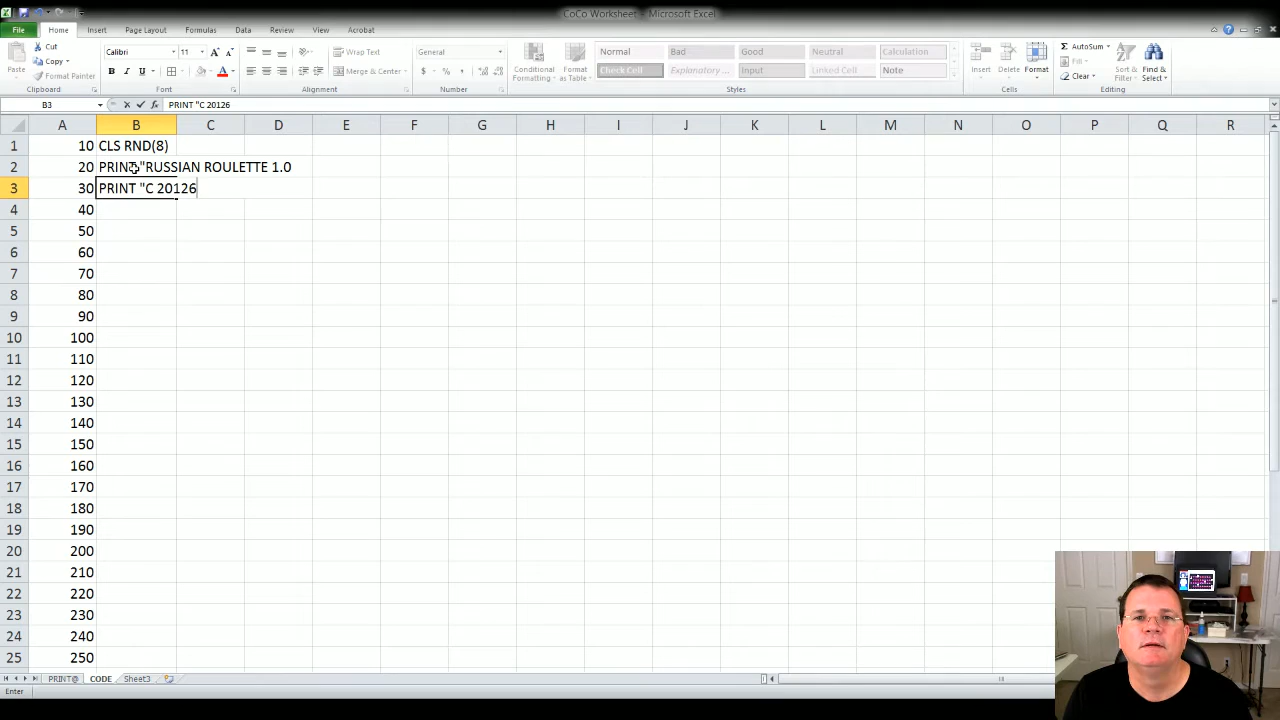 CoCo Worksheet - Microsoft Excel
File Home Insert Page Layout Formulas Data Review View Acrobat
Paste Cut Copy Format Painter Clipboard
Calibri 11 A A B I U A Font
Wrap Text Merge & Center Alignment
General % , Number
Conditional Formatting Format as Table
Normal Bad Good Neutral Calculation
Check Cell Explanatory ... Input Linked Cell Note
Styles
Insert Delete Format Cells
AutoSum Fill Clear Sort & Filter Find & Select Editing
B3 fx PRINT "C 20126
A B C D E F G H I J K L M N O P Q R
1 10 CLS RND(8)
2 20 PRINT "RUSSIAN ROULETTE 1.0
3 30 PRINT "C 20126
4 40
5 50
6 60
7 70
8 80
9 90
10 100
11 110
12 120
13 130
14 140
15 150
16 160
17 170
18 180
19 190
20 200
21 210
22 220
23 230
24 240
25 250
PRINT@ CODE Sheet3
Enter